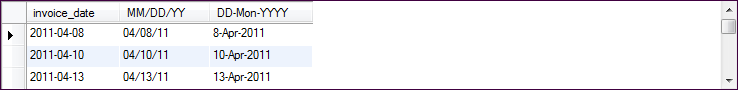 invoice_date MM/DD/YY DD-Mon-YYYY
2011-04-08 04/08/11 8-Apr-2011
2011-04-10 04/10/11 10-Apr-2011
2011-04-13 04/13/11 13-Apr-2011